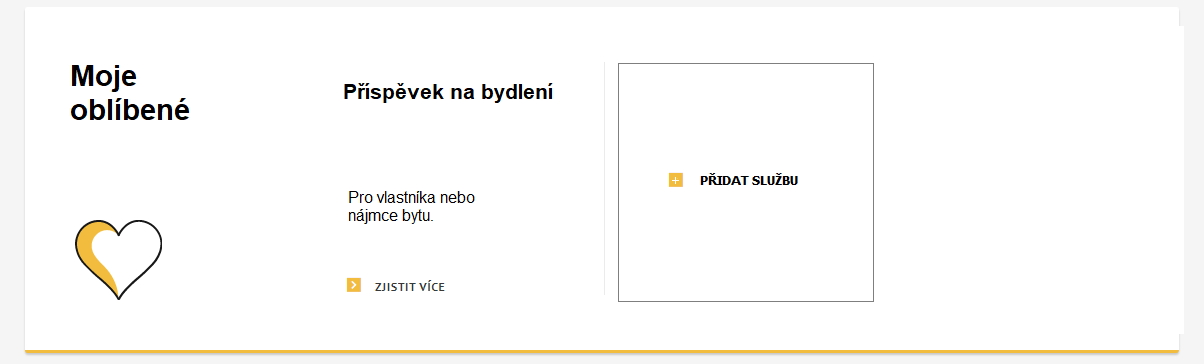 Moje
oblíbené
Příspěvek na bydlení
Pro vlastníka nebo
nájmce bytu.
ZJISTIT VÍCE
PŘIDAT SLUŽBU